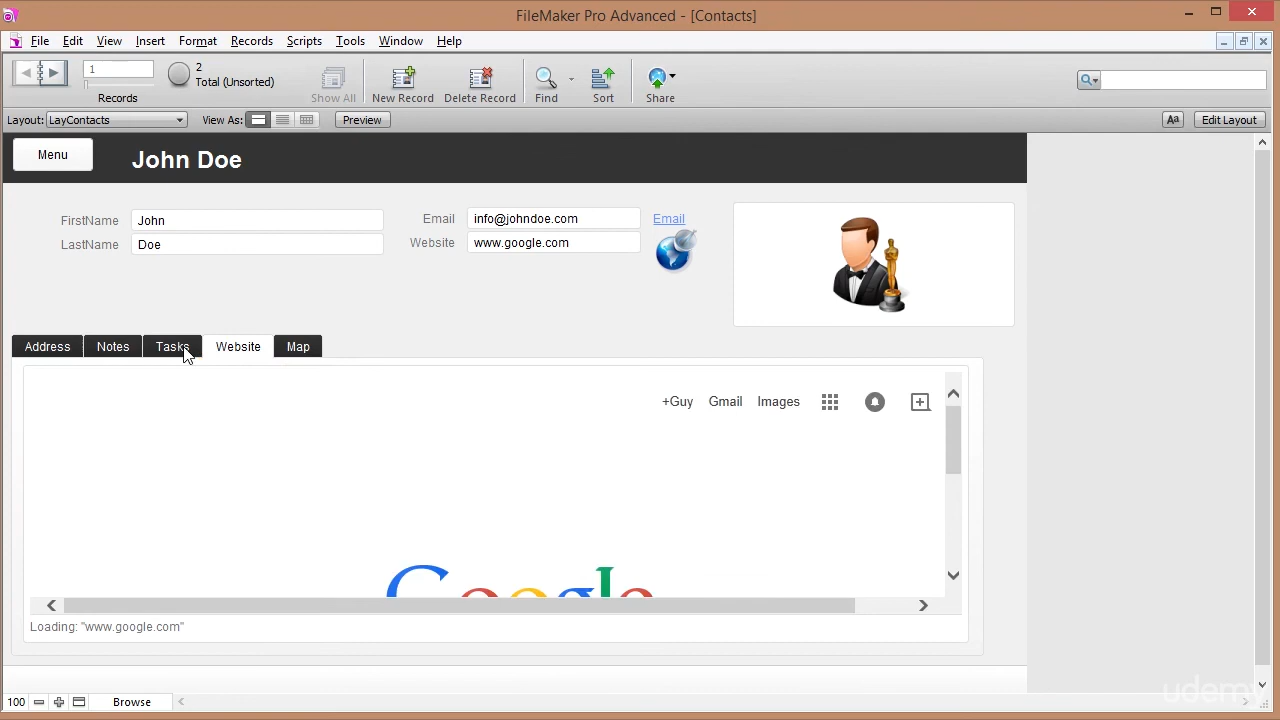 FileMaker Pro Advanced - [Contacts]
File Edit View Insert Format Records Scripts Tools Window Help
1
2
Total (Unsorted)
Records
Show All
New Record
Delete Record
Find
Sort
Share
Layout: LayContacts
View As:
Preview
Aa
Edit Layout
Menu
John Doe
FirstName John
LastName Doe
Email info@johndoe.com Email
Website www.google.com
Address Notes Tasks Website Map
+Guy Gmail Images
Google
Loading: "www.google.com"
100
Browse
udemy